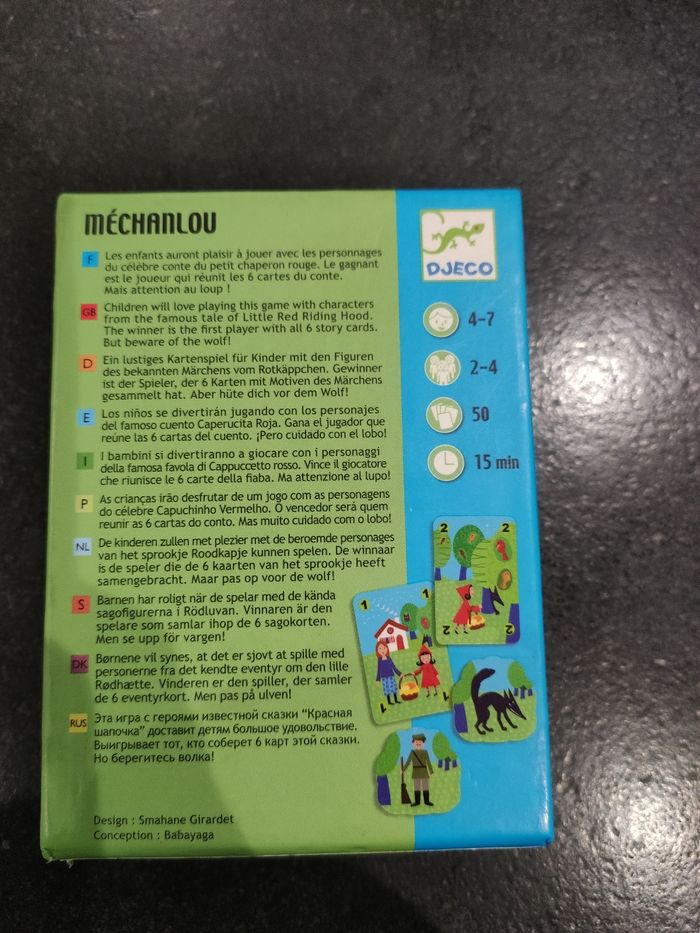 MÉCHANLOU
F
Les enfants auront plaisir à jouer avec les personnages
du célébre conte du petit chaperon rouge. Le gagnant
est le joueur qui réunit les 6 cartes du conte.
Mais attention au loup !
GB
Children will love playing this game with characters
from the famous tale of Little Red Riding Hood.
The winner is the first player with all 6 story cards.
But beware of the wolf!
D
Ein lustiges Kartenspiel für Kinder mit den Figuren
des bekannten Märchens vom Rotkäppchen. Gewinner
ist der Spieler, der 6 Karten mit Motiven des Märchens
gesammelt hat. Aber hüte dich vor dem Wolf!
E
Los niños se divertirán jugando con los personajes
del famoso cuento Caperucita Roja. Gana el jugador que
reúne las 6 cartas del cuento. ¡Pero cuidado con el lobo!
I
I bambini si divertiranno a giocare con i personaggi
della famosa favola di Cappuccetto rosso. Vince il giocatore
che riunisce le 6 carte della fiaba. Ma attenzione al lupo!
P
As crianças irão desfrutar de um jogo com as personagens
do célebre Capuchinho Vermelho. O vencedor será quem
reunir as 6 cartas do conto. Mas muito cuidado com o lobo!
NL
De kinderen zullen met plezier met de beroemde personages
van het sprookje Roodkapje kunnen spelen. De winnaar
is de speler die de 6 kaarten van het sprookje heeft
samengebracht. Maar pas op voor de wolf!
S
Barnen har roligt när de spelar med de kända
sagofigurerna i Rödluvan. Vinnaren är den
spelare som samlar ihop de 6 sagokorten.
Men se upp för vargen!
DK
Børnene vil synes, at det er sjovt at spille med
personerne fra det kendte eventyr om den lille
Rødhætte. Vinderen er den spiller, der samler
de 6 eventyrkort. Men pas på ulven!
RUS
Эта игра с героями известной сказки "Красная
шапочка" доставит детям большое удовольствие.
Выигрывает тот, кто соберет 6 карт этой сказки.
Но берегитесь волка!
Design : Smahane Girardet
Conception : Babayaga
DJECO
4-7
2-4
50
15 min
2
2
2
2
1
1
1
1